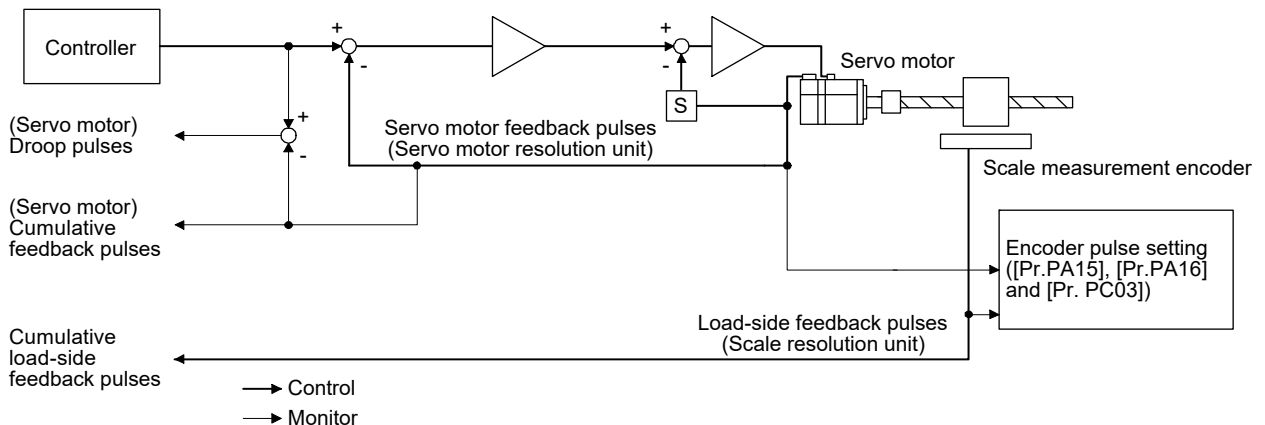 Controller
+
-
+
-
S
Servo motor
(Servo motor)
Droop pulses
+
-
Servo motor feedback pulses
(Servo motor resolution unit)
Scale measurement encoder
(Servo motor)
Cumulative
feedback pulses
Encoder pulse setting
([Pr.PA15], [Pr.PA16]
and [Pr. PC03])
Load-side feedback pulses
(Scale resolution unit)
Cumulative
load-side
feedback pulses
Control
Monitor